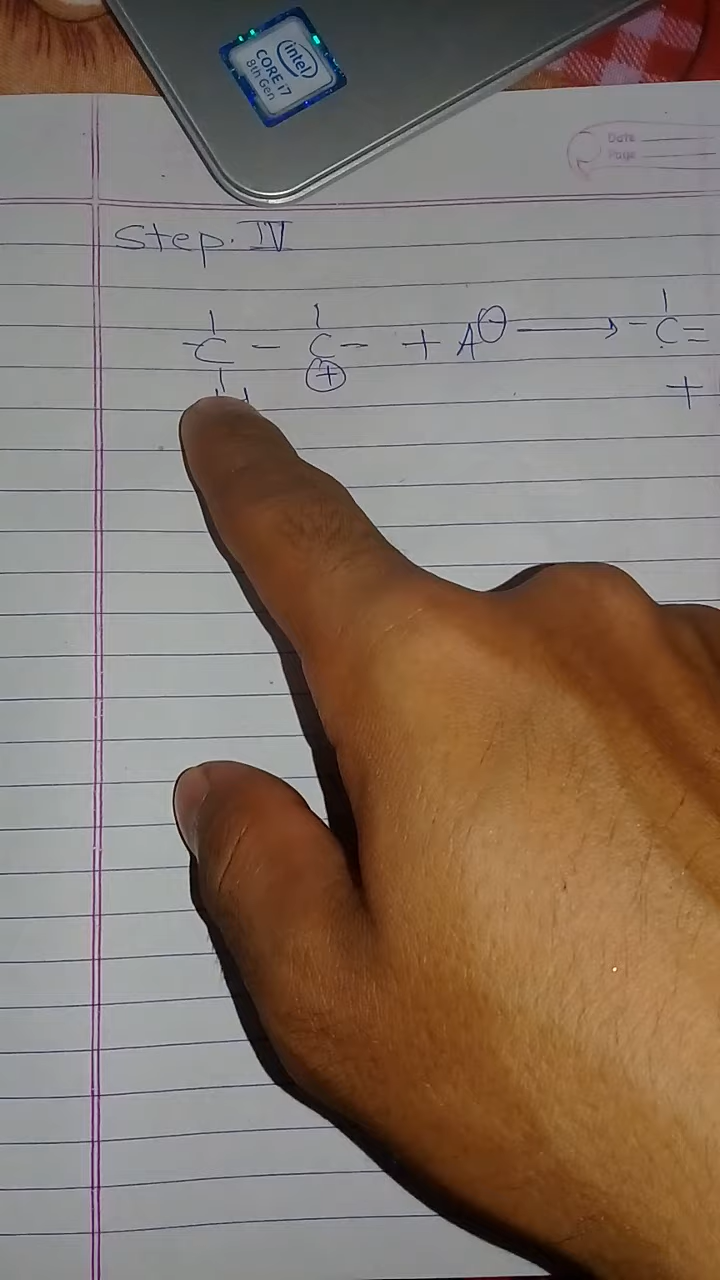 intel
CORE i7
8th Gen
Date
Page
Step. IV
-C - C- + A⊖ ⟶ -C=
⊕
+